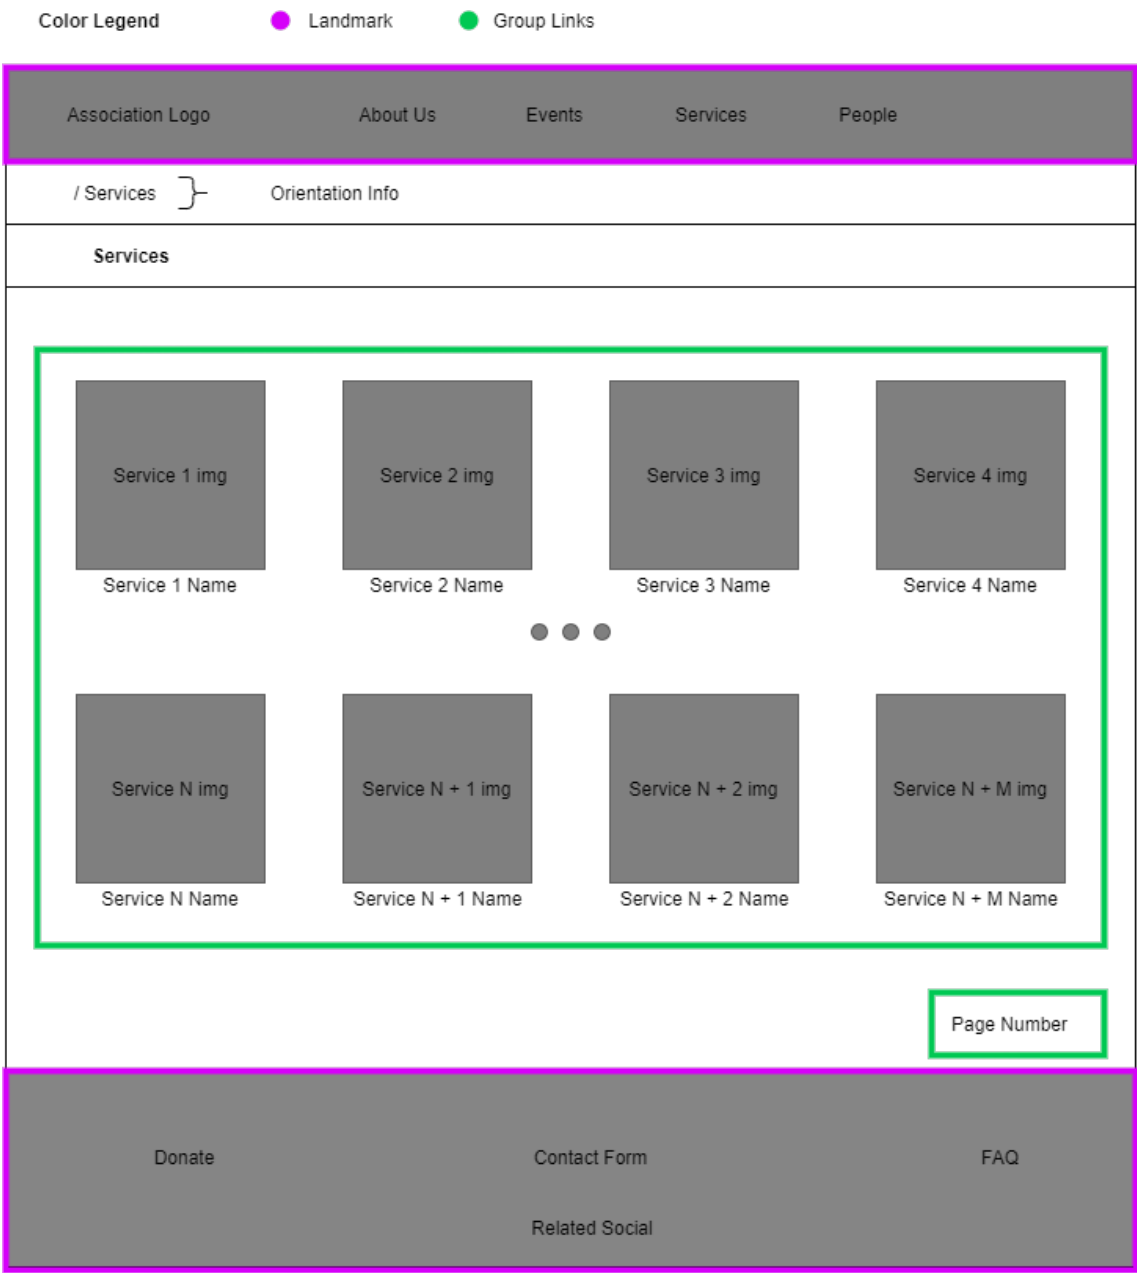 Color Legend Landmark Group Links
Association Logo About Us Events Services People
/ Services Orientation Info
Services
Service 1 img Service 2 img Service 3 img Service 4 img
Service 1 Name Service 2 Name Service 3 Name Service 4 Name
Service N img Service N + 1 img Service N + 2 img Service N + M img
Service N Name Service N + 1 Name Service N + 2 Name Service N + M Name
Page Number
Donate Contact Form FAQ
Related Social